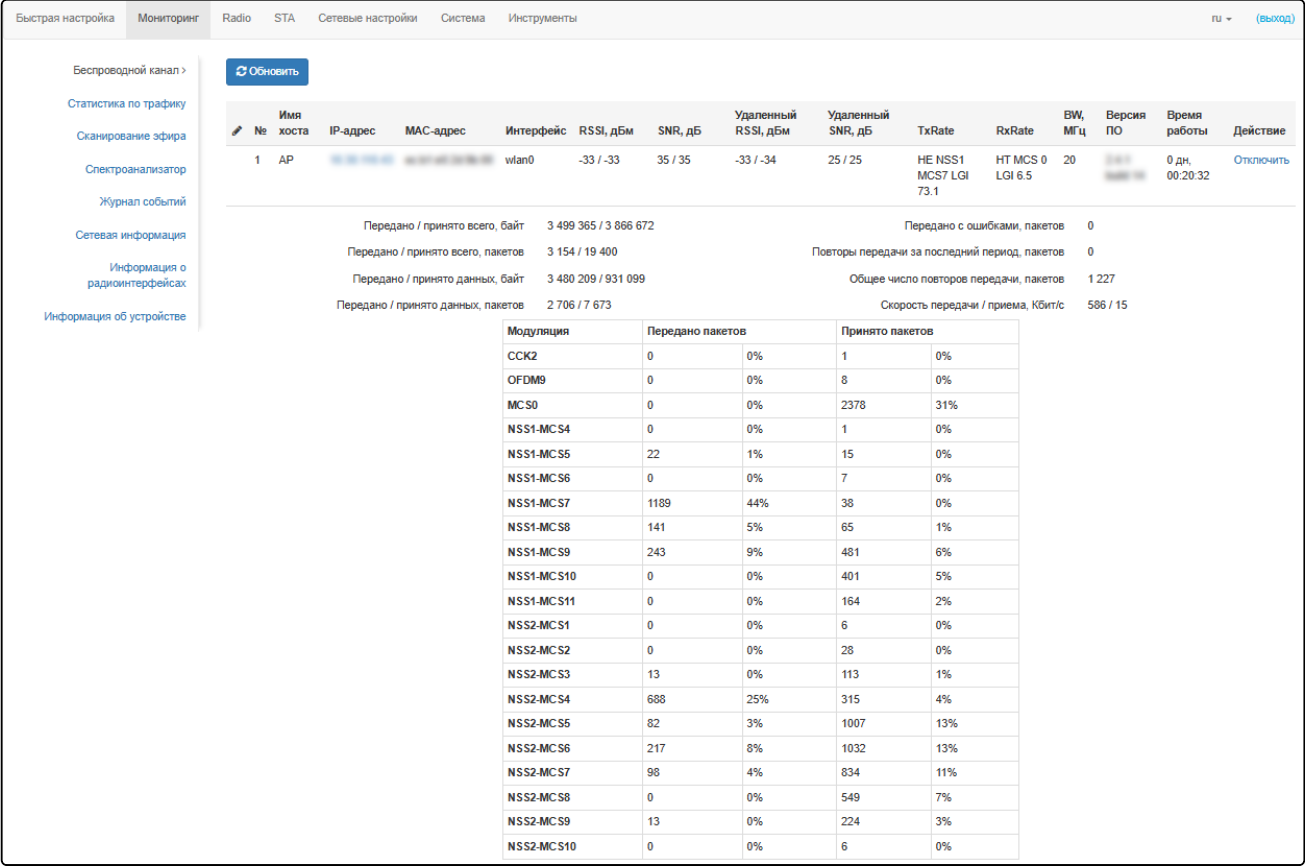 Быстрая настройка Мониторинг Radio STA Сетевые настройки Система Инструменты ru (выход)
Беспроводной канал >
Статистика по трафику
Сканирование эфира
Спектроанализатор
Журнал событий
Сетевая информация
Информация о
радиоинтерфейсах
Информация об устройстве
Обновить
№ Имя хоста IP-адрес MAC-адрес Интерфейс RSSI, дБм SNR, дБ Удаленный RSSI, дБм Удаленный SNR, дБ TxRate RxRate BW, МГц Версия ПО Время работы Действие
1 AP wlan0 -33 / -33 35 / 35 -33 / -34 25 / 25 HE NSS1 MCS7 LGI 73.1 HT MCS 0 LGI 6.5 20 0 дн, 00:20:32 Отключить
Передано / принято всего, байт 3 499 365 / 3 866 672 Передано с ошибками, пакетов 0
Передано / принято всего, пакетов 3 154 / 19 400 Повторы передачи за последний период, пакетов 0
Передано / принято данных, байт 3 480 209 / 931 099 Общее число повторов передачи, пакетов 1 227
Передано / принято данных, пакетов 2 706 / 7 673 Скорость передачи / приема, Кбит/с 586 / 15
Модуляция Передано пакетов Принято пакетов
CCK2 0 0% 1 0%
OFDM9 0 0% 8 0%
MCS0 0 0% 2378 31%
NSS1-MCS4 0 0% 1 0%
NSS1-MCS5 22 1% 15 0%
NSS1-MCS6 0 0% 7 0%
NSS1-MCS7 1189 44% 38 0%
NSS1-MCS8 141 5% 65 1%
NSS1-MCS9 243 9% 481 6%
NSS1-MCS10 0 0% 401 5%
NSS1-MCS11 0 0% 164 2%
NSS2-MCS1 0 0% 6 0%
NSS2-MCS2 0 0% 28 0%
NSS2-MCS3 13 0% 113 1%
NSS2-MCS4 688 25% 315 4%
NSS2-MCS5 82 3% 1007 13%
NSS2-MCS6 217 8% 1032 13%
NSS2-MCS7 98 4% 834 11%
NSS2-MCS8 0 0% 549 7%
NSS2-MCS9 13 0% 224 3%
NSS2-MCS10 0 0% 6 0%